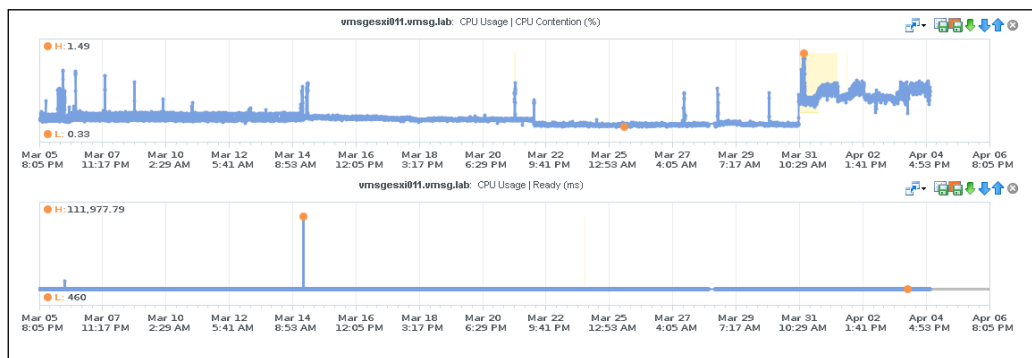 vmsgesxi011.vmsg.lab: CPU Usage | CPU Contention (%)
H: 1.49
L: 0.33
Mar 05 Mar 07 Mar 10 Mar 12 Mar 14 Mar 16 Mar 18 Mar 20 Mar 22 Mar 25 Mar 27 Mar 29 Mar 31 Apr 02 Apr 04 Apr 06
8:05 PM 11:17 PM 2:29 AM 5:41 AM 8:53 AM 12:05 PM 3:17 PM 6:29 PM 9:41 PM 12:53 AM 4:05 AM 7:17 AM 10:29 AM 1:41 PM 4:53 PM 8:05 PM
vmsgesxi011.vmsg.lab: CPU Usage | Ready (ms)
H: 111,977.79
L: 460
Mar 05 Mar 07 Mar 10 Mar 12 Mar 14 Mar 16 Mar 18 Mar 20 Mar 22 Mar 25 Mar 27 Mar 29 Mar 31 Apr 02 Apr 04 Apr 06
8:05 PM 11:17 PM 2:29 AM 5:41 AM 8:53 AM 12:05 PM 3:17 PM 6:29 PM 9:41 PM 12:53 AM 4:05 AM 7:17 AM 10:29 AM 1:41 PM 4:53 PM 8:05 PM